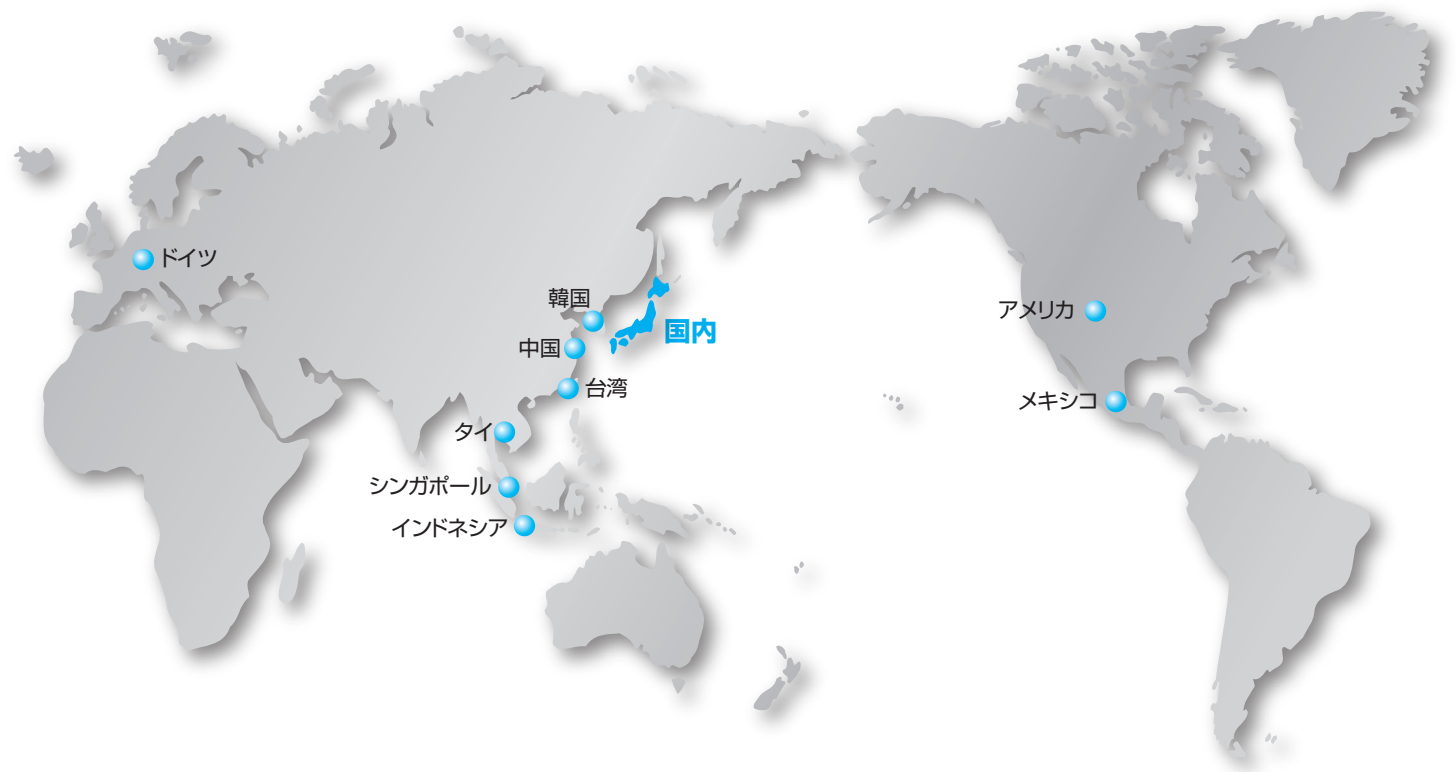 ドイツ
韓国
国内
中国
台湾
タイ
シンガポール
インドネシア
アメリカ
メキシコ